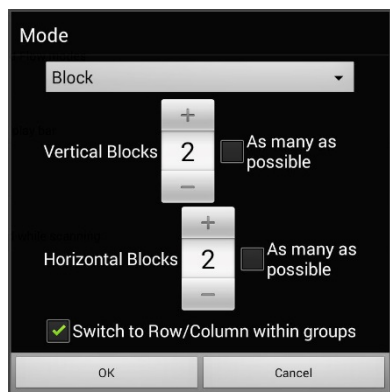 Mode
Block
+
Vertical Blocks 2 As many as
possible
−
+
Horizontal Blocks 2 As many as
possible
−
Switch to Row/Column within groups
OK Cancel